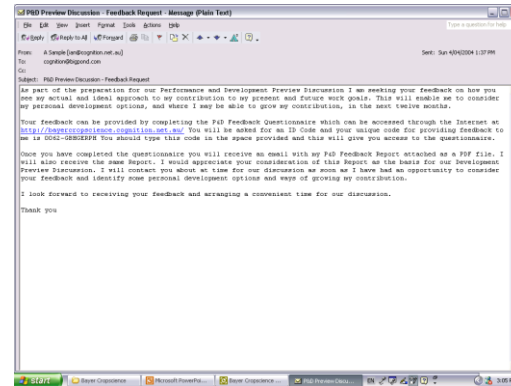 P&D Preview Discussion - Feedback Request - Message (Plain Text)
File Edit View Insert Format Tools Actions Help
Type a question for help
Reply Reply to All Forward
From: A Sample [ian@cognition.net.au]
Sent: Sun 4/04/2004 1:37 PM
To: cognition@bigpond.com
Cc:
Subject: P&D Preview Discussion - Feedback Request
As part of the preparation for our Performance and Development Preview Discussion I am seeking your feedback on how you
see my actual and ideal approach to my contribution to my present and future work goals. This will enable me to consider
my personal development options, and where I may be able to grow my contribution, in the next twelve months.
Your feedback can be provided by completing the P&D Feedback Questionnaire which can be accessed through the Internet at
http://bayercropscience.cognition.net.au/ You will be asked for an ID Code and your unique code for providing feedback to
me is You should type this code in the space provided and this will give you access to the questionnaire.
Once you have completed the questionnaire you will receive an email with my P&D Feedback Report attached as a PDF file. I
will also receive the same Report. I would appreciate your consideration of this Report as the basis for our Development
Preview Discussion. I will contact you about at time for our discussion as soon as I have had an opportunity to consider
your feedback and identify some personal development options and ways of growing my contribution.
I look forward to receiving your feedback and arranging a convenient time for our discussion.
Thank you
start Bayer Cropscience Microsoft PowerPoi... Bayer Cropscience ... P&D Preview Discu... EN 3:05